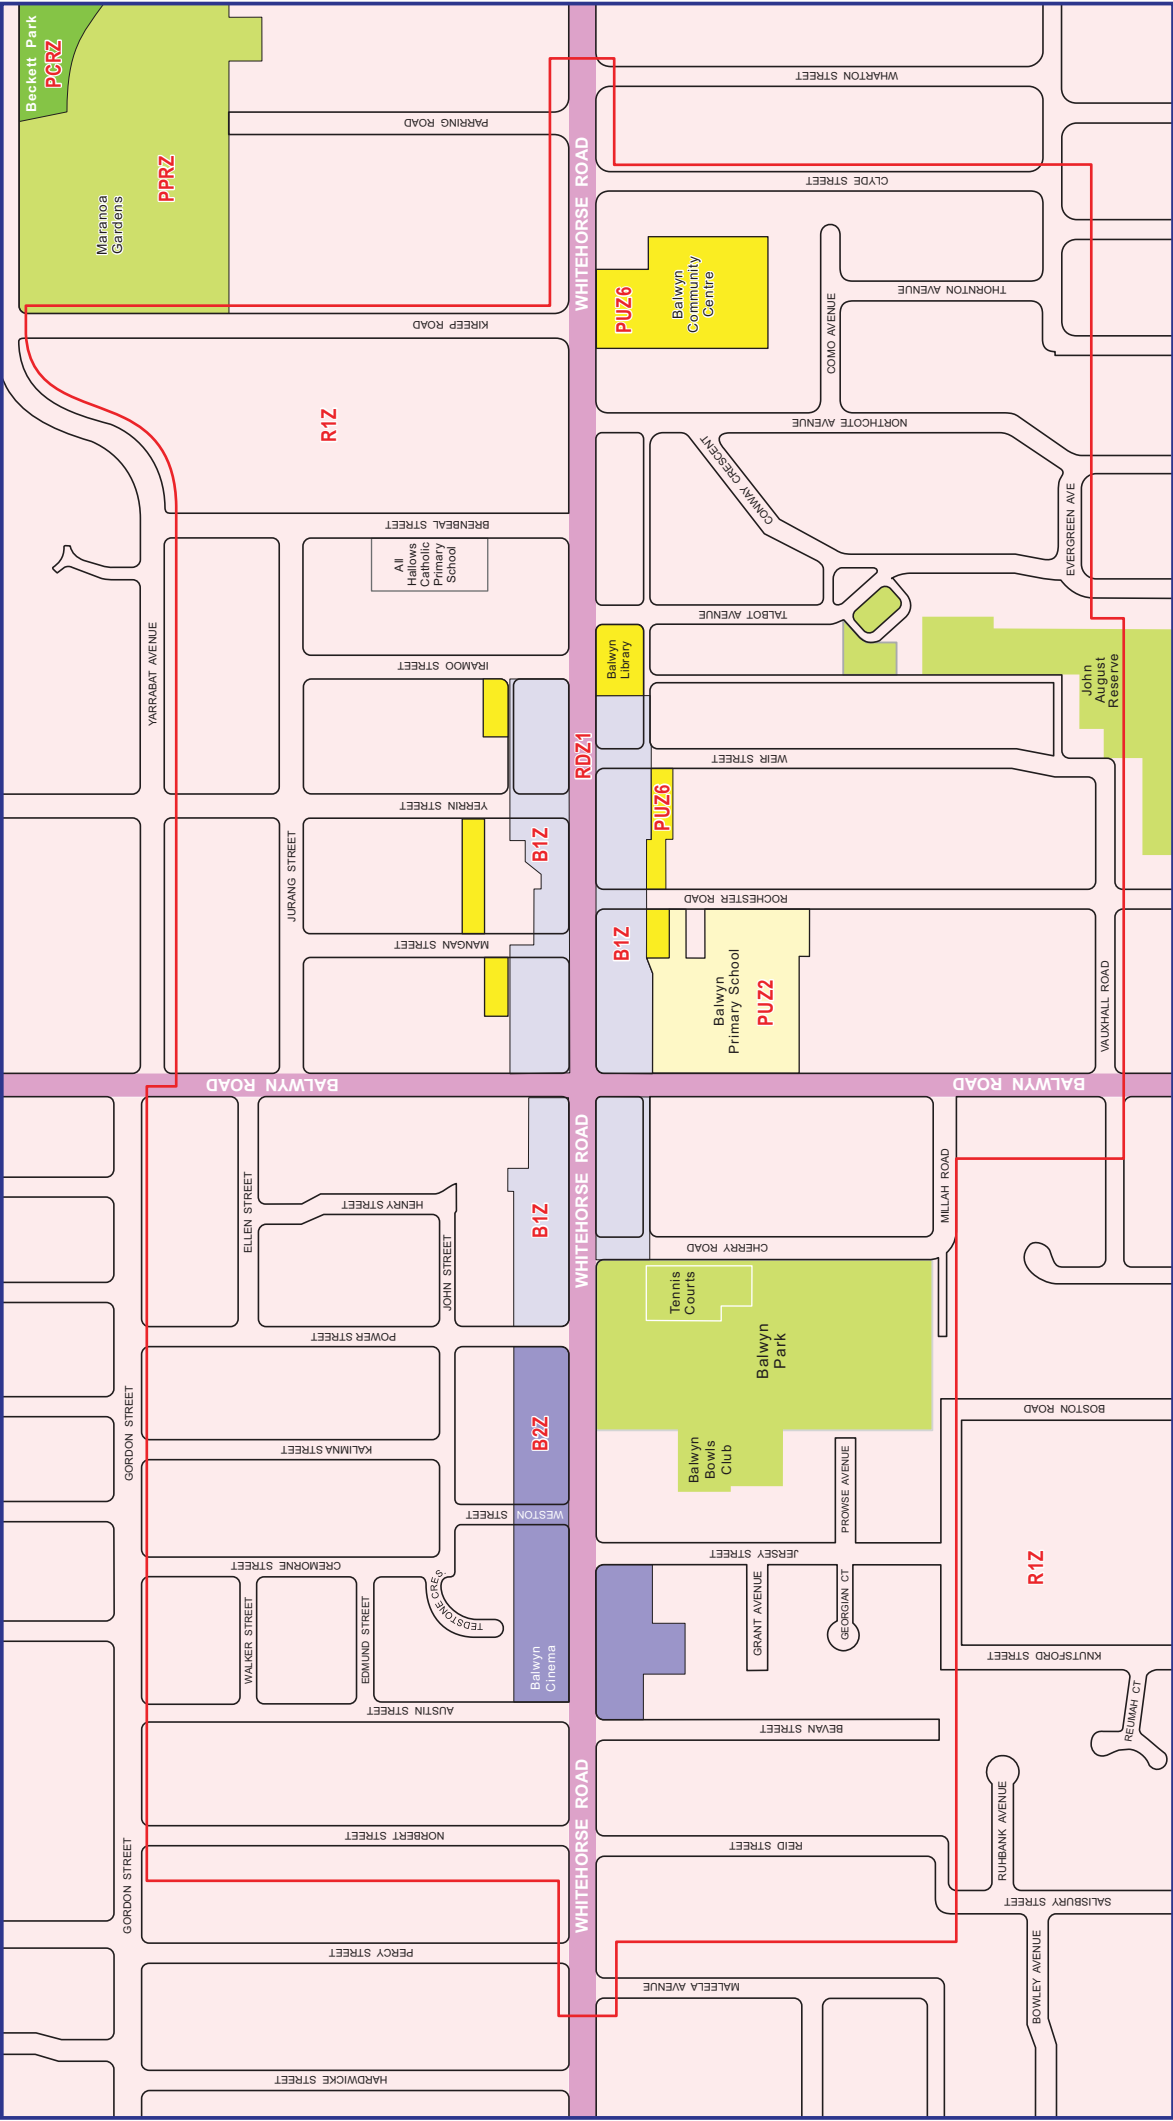 Beckett Park
PCRZ
PPRZ
Maranoa
Gardens
PARRING ROAD
WHITEHORSE ROAD
WHARTON STREET
CLYDE STREET
KIREEP ROAD
PUZ6
Balwyn
Community
Centre
COMO AVENUE
THORNTON AVENUE
R1Z
NORTHCOTE AVENUE
CONWAY CRESCENT
EVERGREEN AVE
BRENBEAL STREET
All
Hallows
Catholic
Primary
School
YARRABAT AVENUE
IRAMOO STREET
TALBOT AVENUE
Balwyn
Library
John
August
Reserve
RDZ1
WEIR STREET
YERRIN STREET
PUZ6
B1Z
JURANG STREET
ROCHESTER ROAD
MANGAN STREET
B1Z
Balwyn
Primary School
PUZ2
VAUXHALL ROAD
BALWYN ROAD
BALWYN ROAD
WHITEHORSE ROAD
ELLEN STREET
HENRY STREET
JOHN STREET
B1Z
MILLAH ROAD
CHERRY ROAD
Tennis
Courts
Balwyn
Park
POWER STREET
GORDON STREET
KALIMNA STREET
B2Z
Balwyn
Bowls
Club
BOSTON ROAD
PROWSE AVENUE
WESTON STREET
JERSEY STREET
CREMORNE STREET
TEDSTONE CRES.
WALKER STREET
EDMUND STREET
Balwyn
Cinema
GRANT AVENUE
GEORGIAN CT
R1Z
KNUTSFORD STREET
REUMAH CT
AUSTIN STREET
BEVAN STREET
WHITEHORSE ROAD
NORBERT STREET
REID STREET
RUHBANK AVENUE
GORDON STREET
SALISBURY STREET
PERCY STREET
MALEELA AVENUE
BOWLEY AVENUE
HARDWICKE STREET